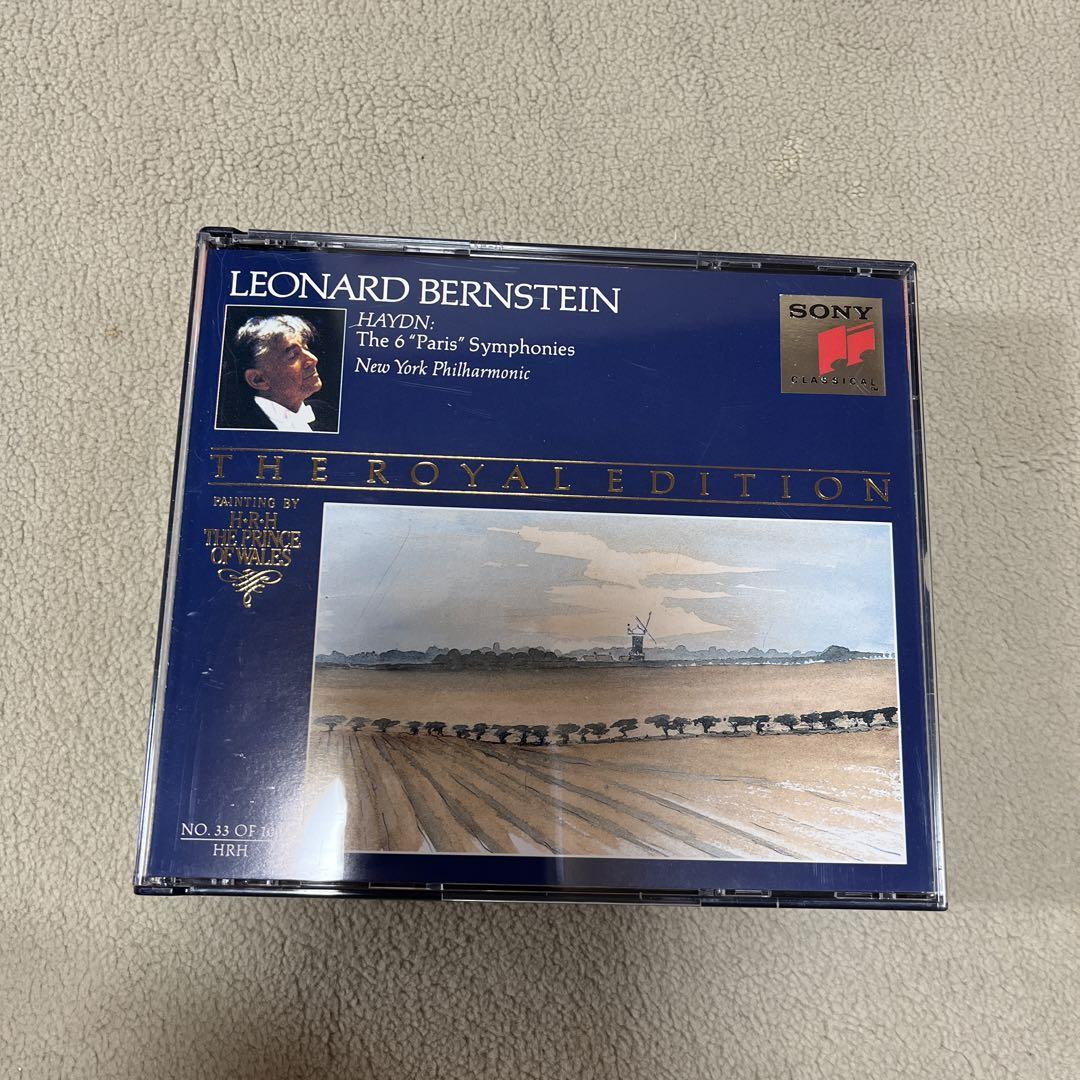 LEONARD BERNSTEIN
HAYDN:
The 6 "Paris" Symphonies
New York Philharmonic
SONY
CLASSICAL
THE ROYAL EDITION
PAINTING BY
H·R·H
THE PRINCE
OF WALES
NO. 33 OF
HRH